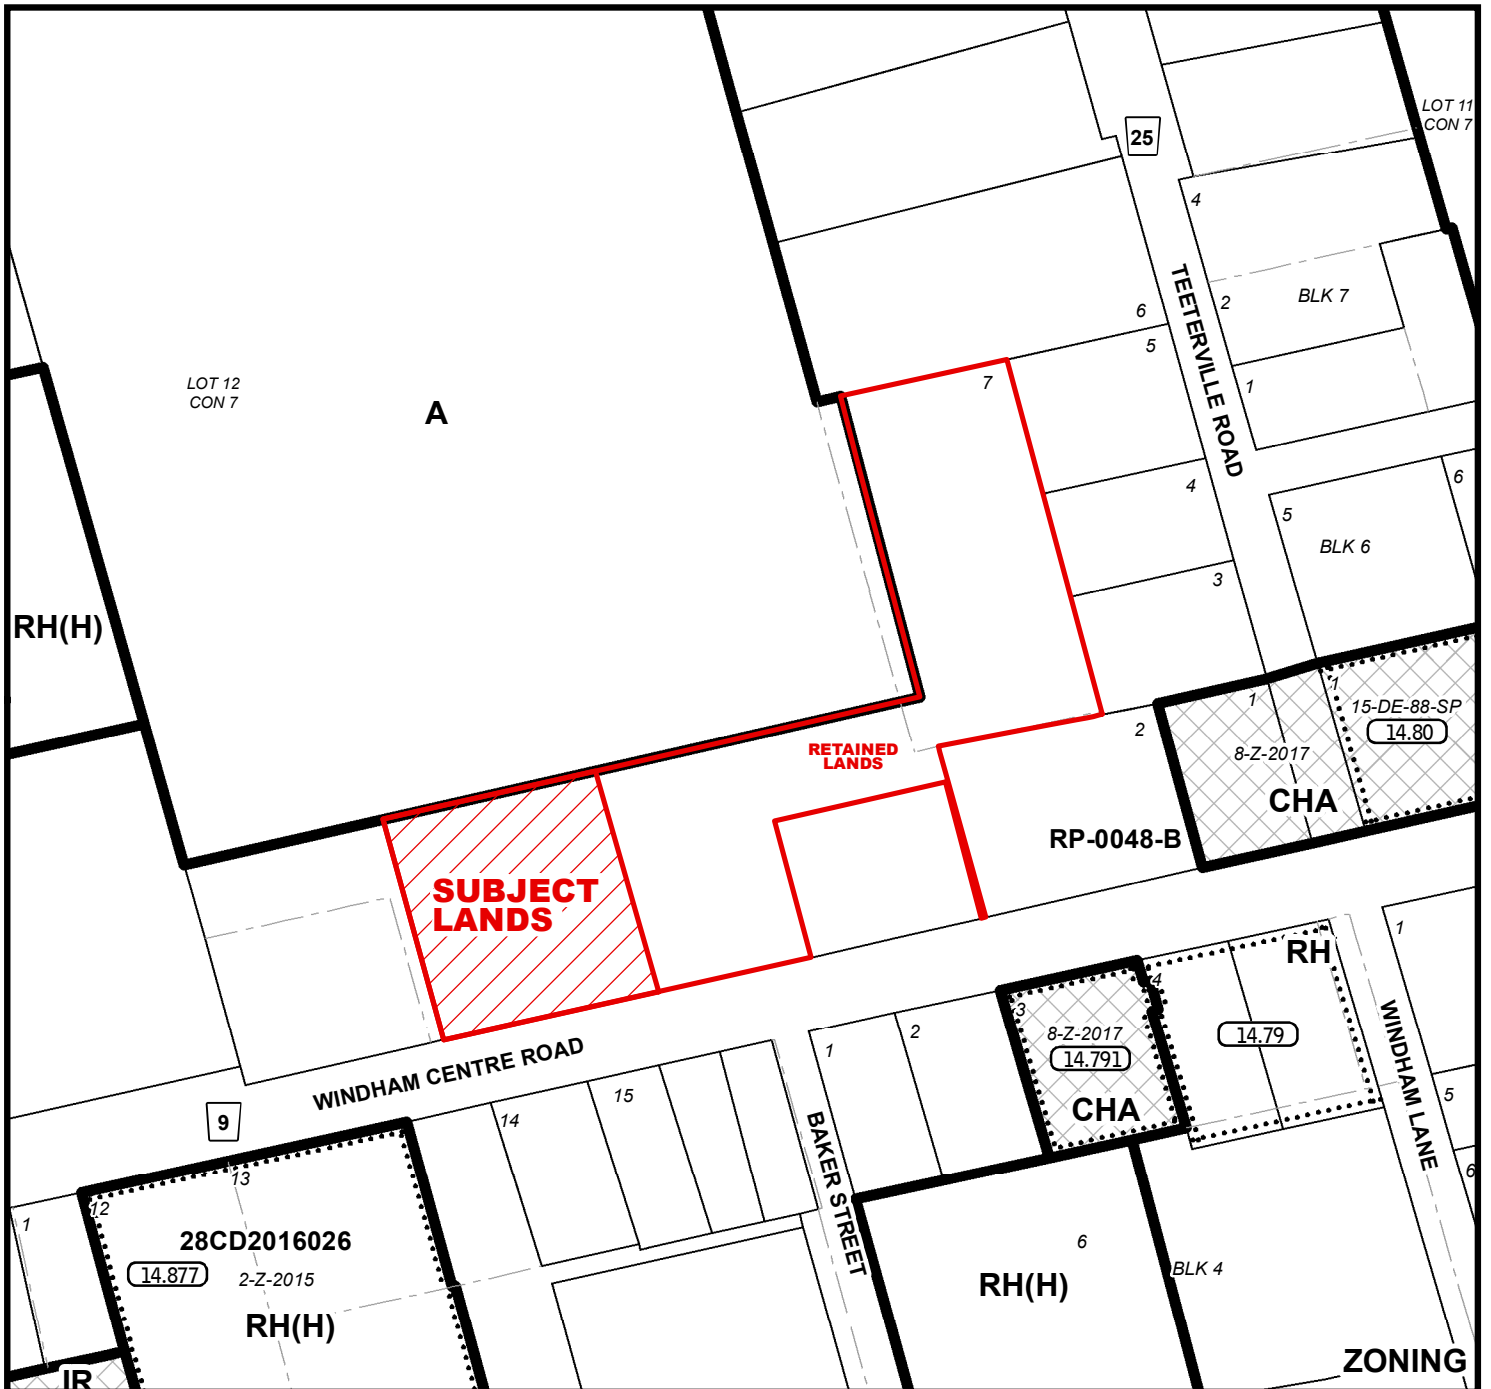 LOT 11
CON 7
25
4
TEETERVILLE ROAD
2
BLK 7
6
5
1
LOT 12
CON 7
A
7
4
6
5
BLK 6
3
RH(H)
1
1
15-DE-88-SP
14.80
2
8-Z-2017
CHA
RETAINED
LANDS
RP-0048-B
SUBJECT
LANDS
1
RH
4
3
8-Z-2017
14.791
CHA
14.79
WINDHAM LANE
2
1
5
WINDHAM CENTRE ROAD
9
15
14
BAKER STREET
6
13
12
1
28CD2016026
14.877
2-Z-2015
RH(H)
6
RH(H)
BLK 4
ZONING
IR